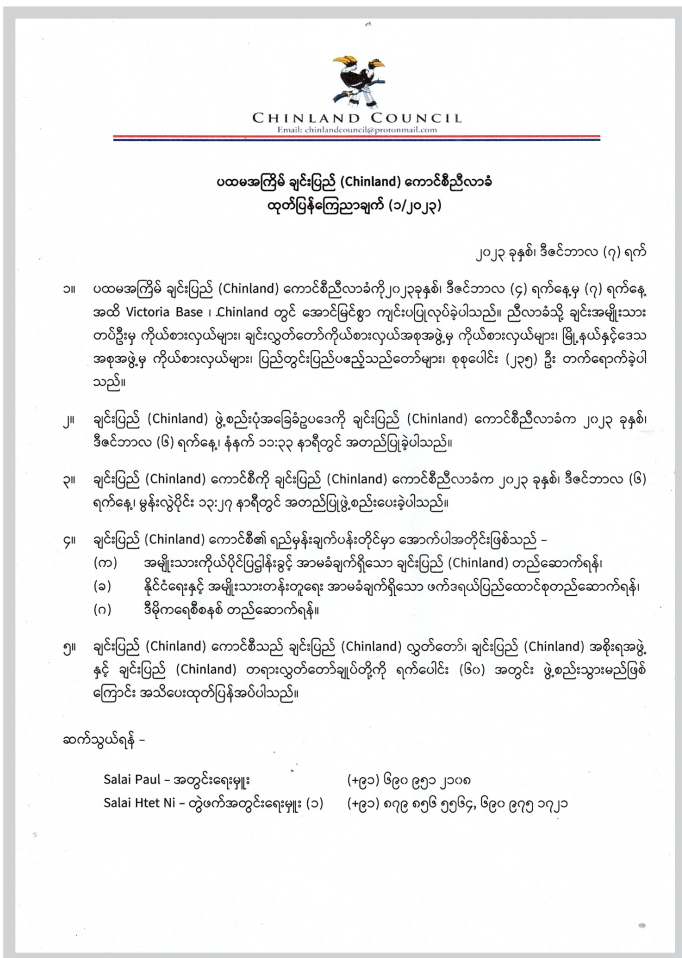 CHINLAND COUNCIL
Email: chinlandcouncil@protonmail.com
ပထမအကြိမ် ချင်းပြည် (Chinland) ကောင်စီညီလာခံ
ထုတ်ပြန်ကြေညာချက် (၁/၂၀၂၃)
၂၀၂၃ ခုနှစ်၊ ဒီဇင်ဘာလ (၇) ရက်
၁။ ပထမအကြိမ် ချင်းပြည် (Chinland) ကောင်စီညီလာခံကို၂၀၂၃ခုနှစ်၊ ဒီဇင်ဘာလ (၄) ရက်နေ့မှ (၇) ရက်နေ့
အထိ Victoria Base ၊ Chinland တွင် အောင်မြင်စွာ ကျင်းပပြုလုပ်ခဲ့ပါသည်။ ညီလာခံသို့ ချင်းအမျိုးသား
တပ်ဦးမှ ကိုယ်စားလှယ်များ၊ ချင်းလွှတ်တော်ကိုယ်စားလှယ်အစုအဖွဲ့မှ ကိုယ်စားလှယ်များ၊ မြို့နယ်နှင့်ဒေသ
အစုအဖွဲ့မှ ကိုယ်စားလှယ်များ၊ ပြည်တွင်းပြည်ပဧည့်သည်တော်များ၊ စုစုပေါင်း (၂၃၅) ဦး တက်ရောက်ခဲ့ပါ
သည်။
၂။ ချင်းပြည် (Chinland) ဖွဲ့စည်းပုံအခြေခံဥပဒေကို ချင်းပြည် (Chinland) ကောင်စီညီလာခံက ၂၀၂၃ ခုနှစ်၊
ဒီဇင်ဘာလ (၆) ရက်နေ့၊ နံနက် ၁၁:၃၃ နာရီတွင် အတည်ပြုခဲ့ပါသည်။
၃။ ချင်းပြည် (Chinland) ကောင်စီကို ချင်းပြည် (Chinland) ကောင်စီညီလာခံက ၂၀၂၃ ခုနှစ်၊ ဒီဇင်ဘာလ (၆)
ရက်နေ့၊ မွန်းလွဲပိုင်း ၁၃:၂၇ နာရီတွင် အတည်ပြုဖွဲ့စည်းပေးခဲ့ပါသည်။
၄။ ချင်းပြည် (Chinland) ကောင်စီ၏ ရည်မှန်းချက်ပန်းတိုင်မှာ အောက်ပါအတိုင်းဖြစ်သည် –
(က) အမျိုးသားကိုယ်ပိုင်ပြဋ္ဌာန်းခွင့် အာမခံချက်ရှိသော ချင်းပြည် (Chinland) တည်ဆောက်ရန်၊
(ခ) နိုင်ငံရေးနှင့် အမျိုးသားတန်းတူရေး အာမခံချက်ရှိသော ဖက်ဒရယ်ပြည်ထောင်စုတည်ဆောက်ရန်၊
(ဂ) ဒီမိုကရေစီစနစ် တည်ဆောက်ရန်။
၅။ ချင်းပြည် (Chinland) ကောင်စီသည် ချင်းပြည် (Chinland) လွှတ်တော်၊ ချင်းပြည် (Chinland) အစိုးရအဖွဲ့
နှင့် ချင်းပြည် (Chinland) တရားလွှတ်တော်ချုပ်တို့ကို ရက်ပေါင်း (၆၀) အတွင်း ဖွဲ့စည်းသွားမည်ဖြစ်
ကြောင်း အသိပေးထုတ်ပြန်အပ်ပါသည်။
ဆက်သွယ်ရန် –
Salai Paul – အတွင်းရေးမှူး (+၉၁) ၆၉၀ ၉၅၁ ၂၁၀၈
Salai Htet Ni – တွဲဖက်အတွင်းရေးမှူး (၁) (+၉၁) ၈၇၉ ၈၅၆ ၅၅၆၄, ၆၉၀ ၉၇၅ ၁၇၂၁